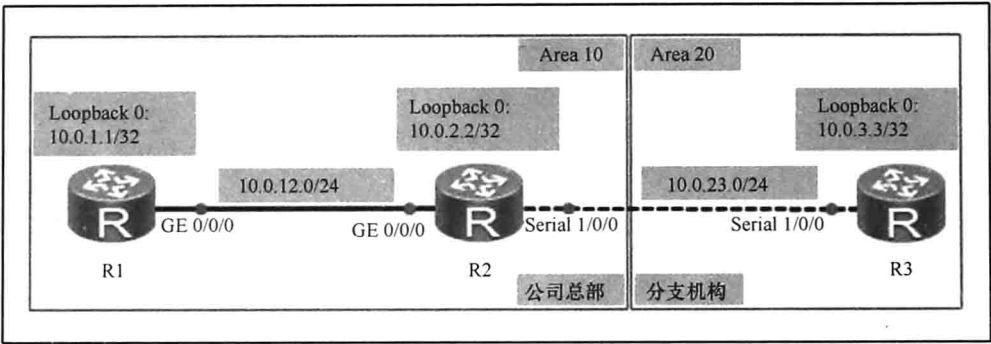 Area 10
Area 20
Loopback 0:
10.0.1.1/32
Loopback 0:
10.0.2.2/32
Loopback 0:
10.0.3.3/32
10.0.12.0/24
10.0.23.0/24
R
R
R
GE 0/0/0
GE 0/0/0
Serial 1/0/0
Serial 1/0/0
R1
R2
R3
公司总部
分支机构